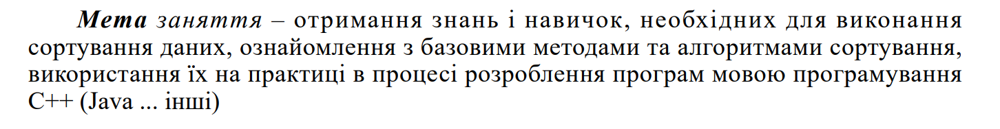 Мета заняття – отримання знань і навичок, необхідних для виконання
сортування даних, ознайомлення з базовими методами та алгоритмами сортування,
використання їх на практиці в процесі розроблення програм мовою програмування
C++ (Java ... інші)